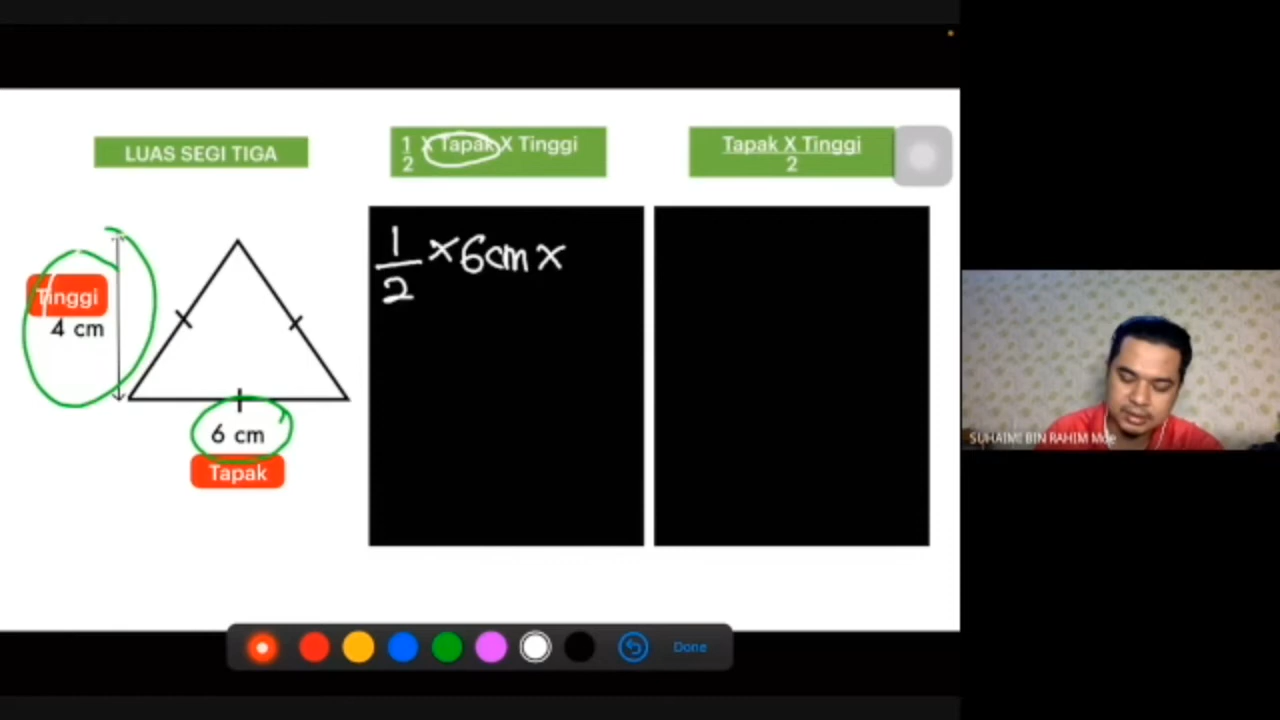 LUAS SEGI TIGA
1/2 X Tapak X Tinggi
Tapak X Tinggi
2
Tinggi
4 cm
6 cm
Tapak
1/2 × 6cm ×
SUHAIMI BIN RAHIM Moe
Done